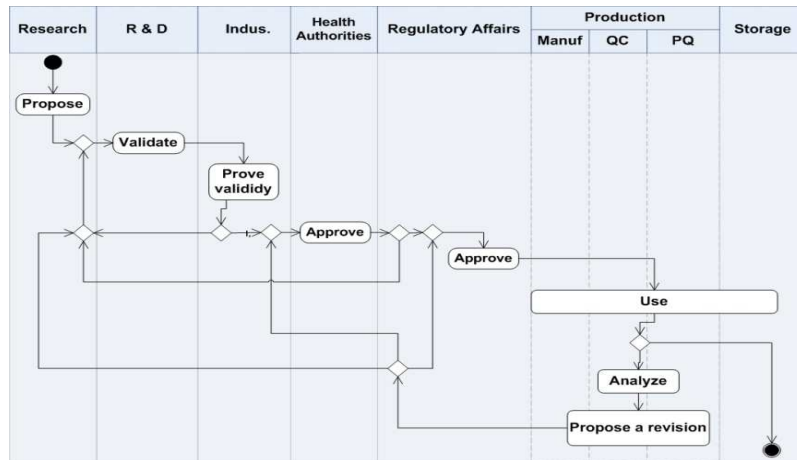 Research
R & D
Indus.
Health
Authorities
Regulatory Affairs
Production
Manuf
QC
PQ
Storage
Propose
Validate
Prove
valididy
Approve
Approve
Use
Analyze
Propose a revision